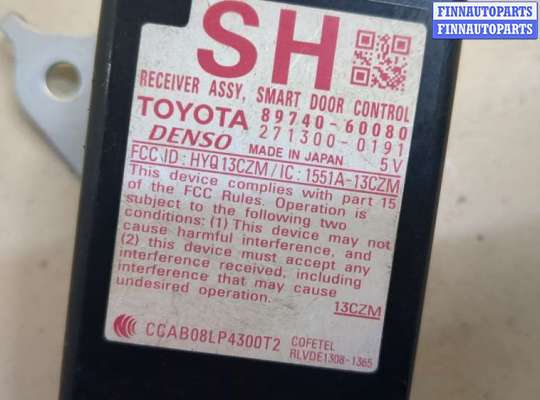 FINNAUTOPARTS
FINNAUTOPARTS
SH
RECEIVER ASSY, SMART DOOR CONTROL
TOYOTA 89740-60080
DENSO 271300-0191
MADE IN JAPAN 5V
FCC ID : HYQ13CZM / IC : 1551A-13CZM
This device complies with part 15
of the FCC Rules. Operation is
subject to the following two
conditions: (1) This device may not
cause harmful interference, and
(2) this device must accept any
interference received, including
interference that may cause
undesired operation.
13CZM
CCAB08LP4300T2
COFETEL
RLVDE1308-1365